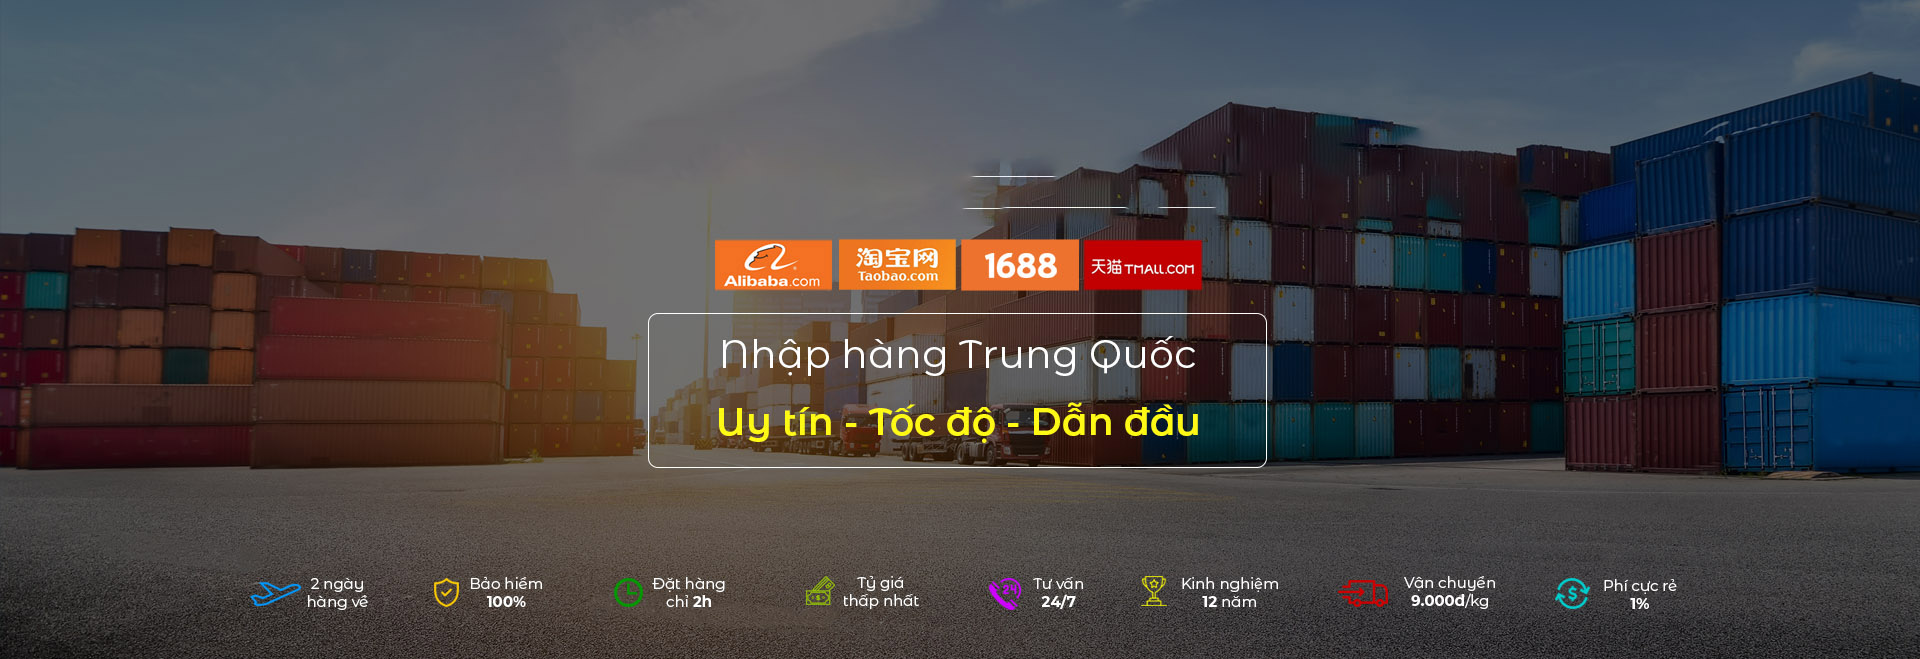 Alibaba.com
淘宝网
Taobao.com
1688
天猫 TMALL.COM
Nhập hàng Trung Quốc
Uy tín - Tốc độ - Dẫn đầu
2 ngày
hàng về
Bảo hiểm
100%
Đặt hàng
chỉ 2h
Tỷ giá
thấp nhất
24
Tư vấn
24/7
Kinh nghiệm
12 năm
Vận chuyển
9.000đ/kg
Phí cực rẻ
1%